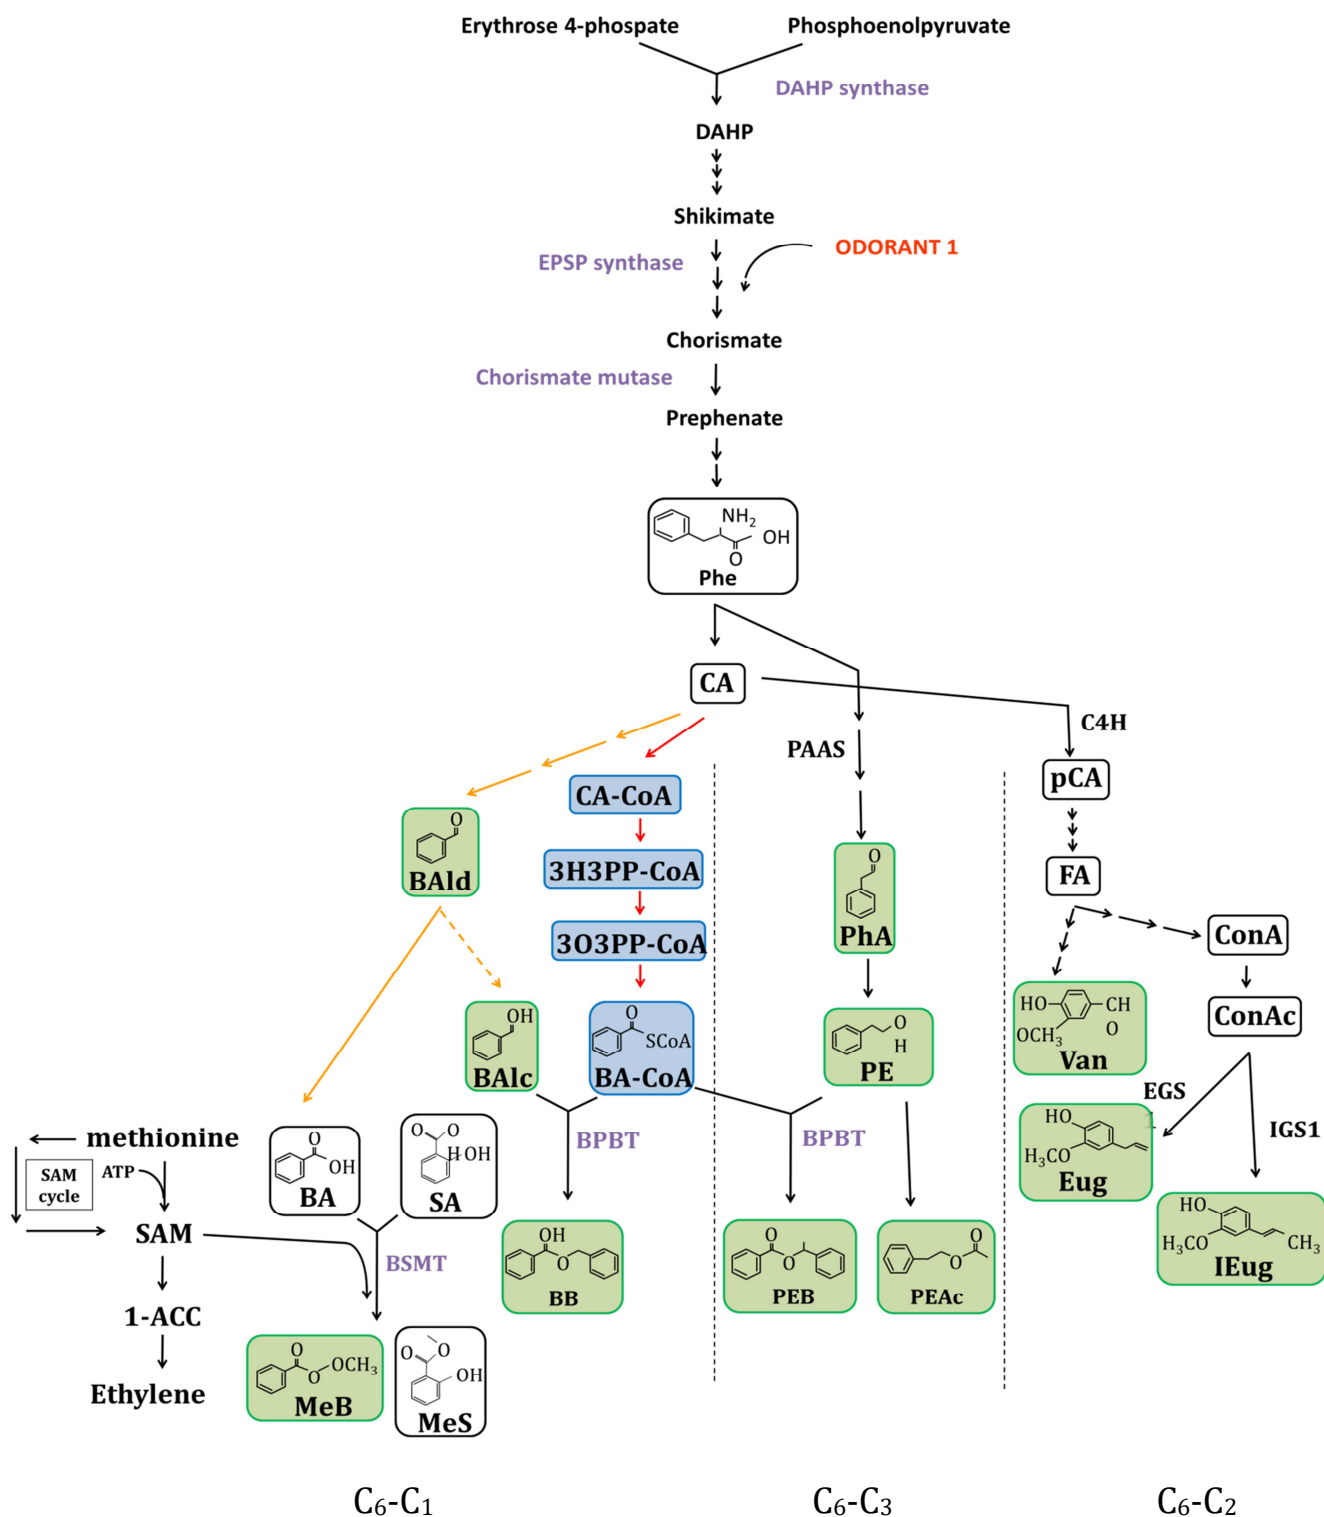 Erythrose 4-phospate
Phosphoenolpyruvate
DAHP synthase
DAHP
Shikimate
ODORANT 1
EPSP synthase
Chorismate
Chorismate mutase
Prephenate
NH2
OH
O
Phe
CA
C4H
PAAS
pCA
CA-CoA
O
BAld
3H3PP-CoA
O
PhA
FA
3O3PP-CoA
ConA
OH
BAlc
O
SCoA
BA-CoA
O
H
PE
HO
CH
OCH3
O
Van
ConAc
EGS
1
IGS1
methionine
ATP
SAM
cycle
SAM
O
OH
BA
O
O
H
OH
SA
BPBT
BPBT
HO
H3CO
Eug
BSMT
OH
O
BB
O
O
PEB
O
O
PEAc
HO
H3CO
CH3
IEug
1-ACC
Ethylene
O
O
OCH3
MeB
O
O
OH
MeS
C6-C1
C6-C3
C6-C2